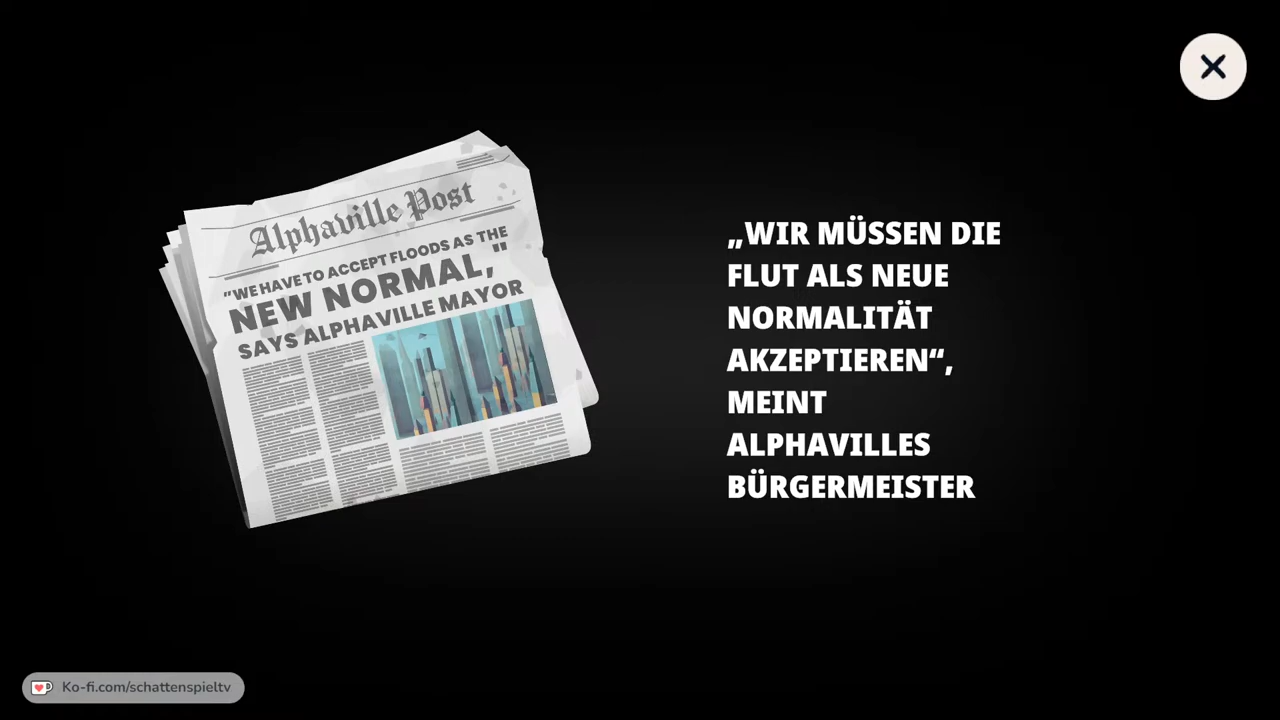 Alphaville Post
"WE HAVE TO ACCEPT FLOODS AS THE
NEW NORMAL,"
SAYS ALPHAVILLE MAYOR
„WIR MÜSSEN DIE
FLUT ALS NEUE
NORMALITÄT
AKZEPTIEREN“,
MEINT
ALPHAVILLES
BÜRGERMEISTER
Ko-fi.com/schattenspieltv